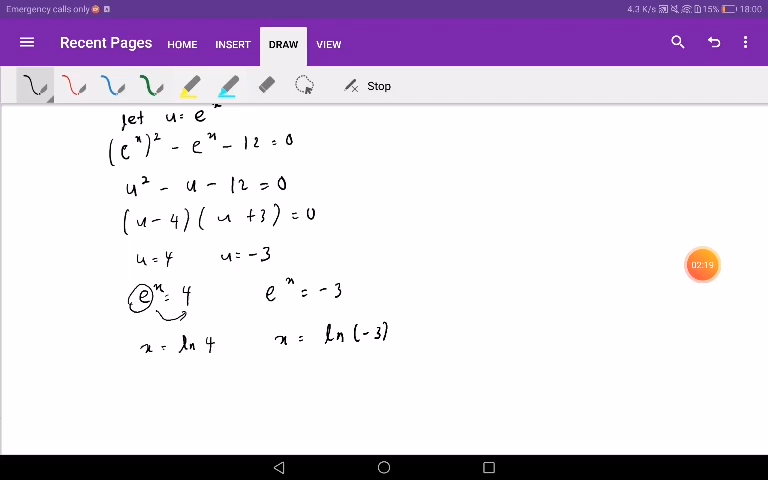 Emergency calls only 4.3 K/s 15% 18:00
Recent Pages HOME INSERT DRAW VIEW
Stop
let u = e^x
(e^x)^2 - e^x - 12 = 0
u^2 - u - 12 = 0
(u - 4)(u + 3) = 0
u = 4 u = -3
02:19
e^x = 4 e^x = -3
x = ln 4 x = ln(-3)